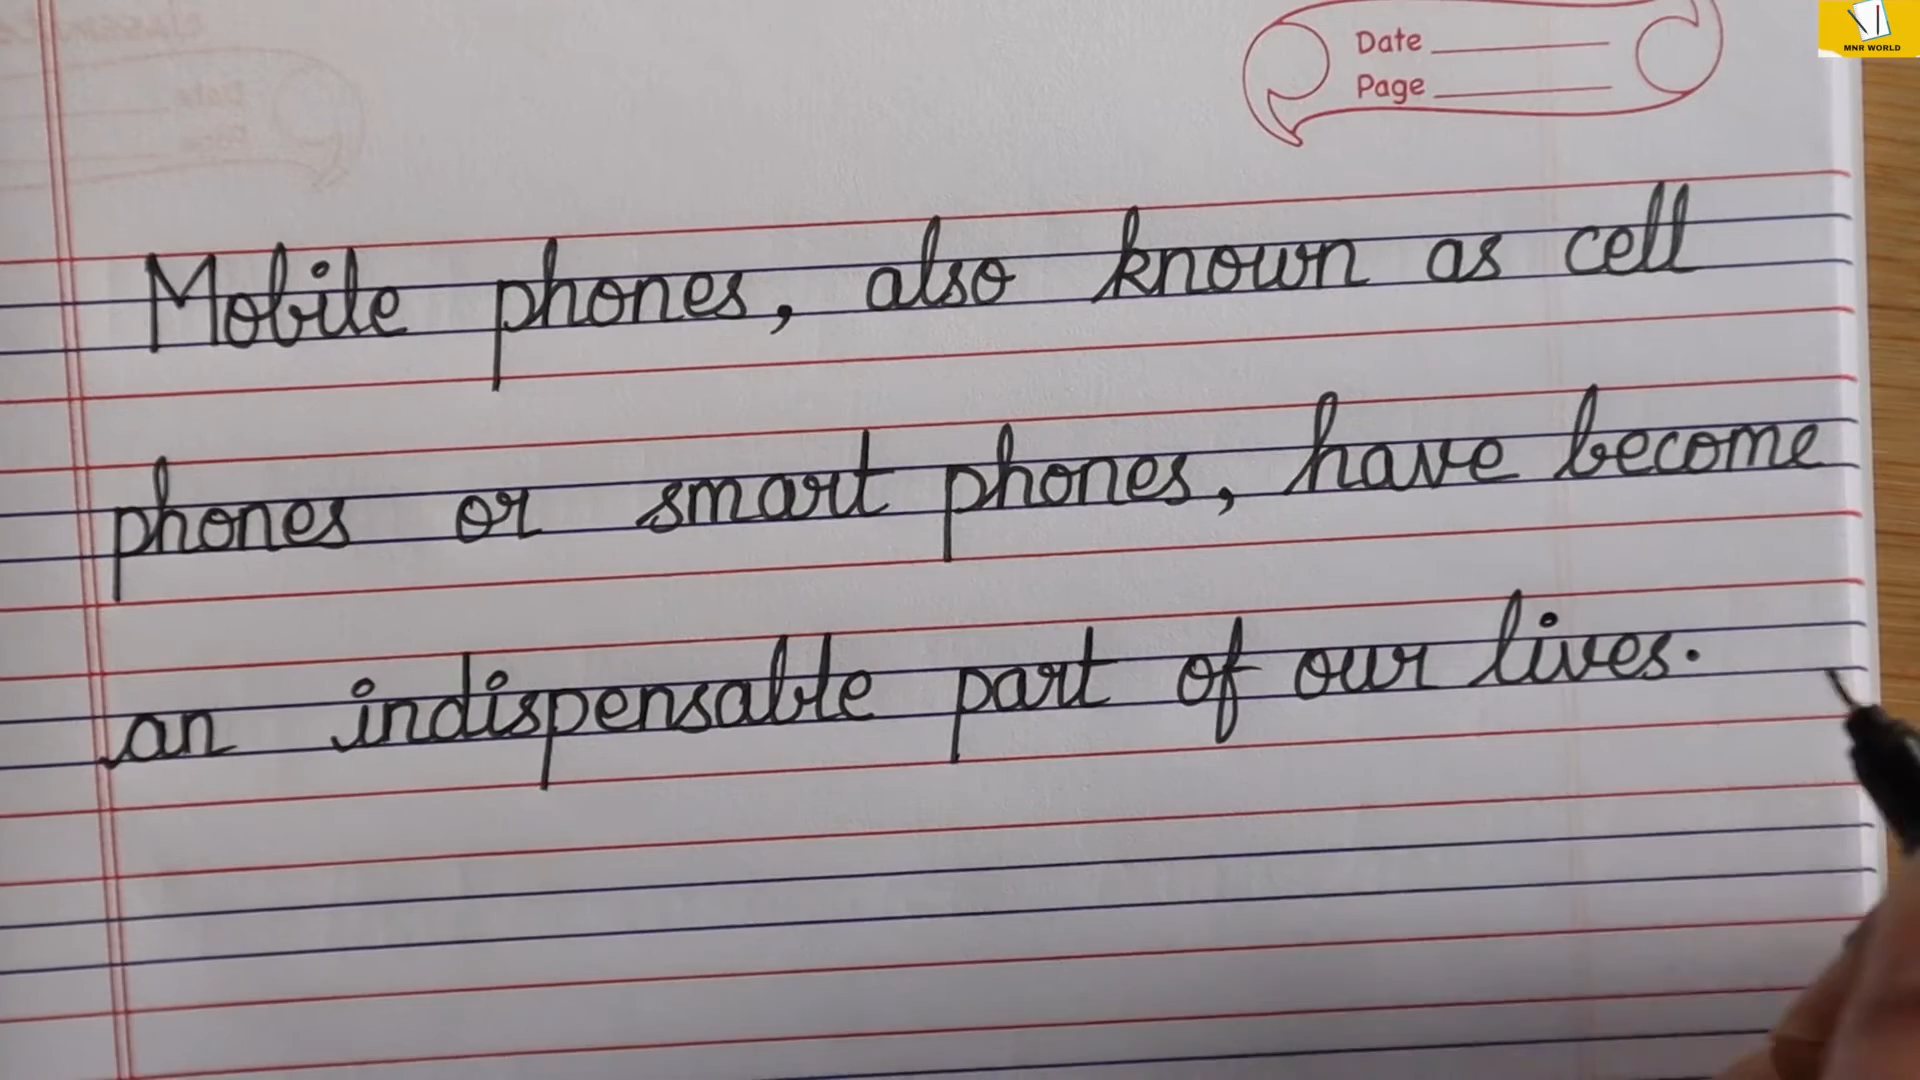 MNR WORLD
Date
Page
Mobile phones, also known as cell
phones or smart phones, have become
an indispensable part of our lives.